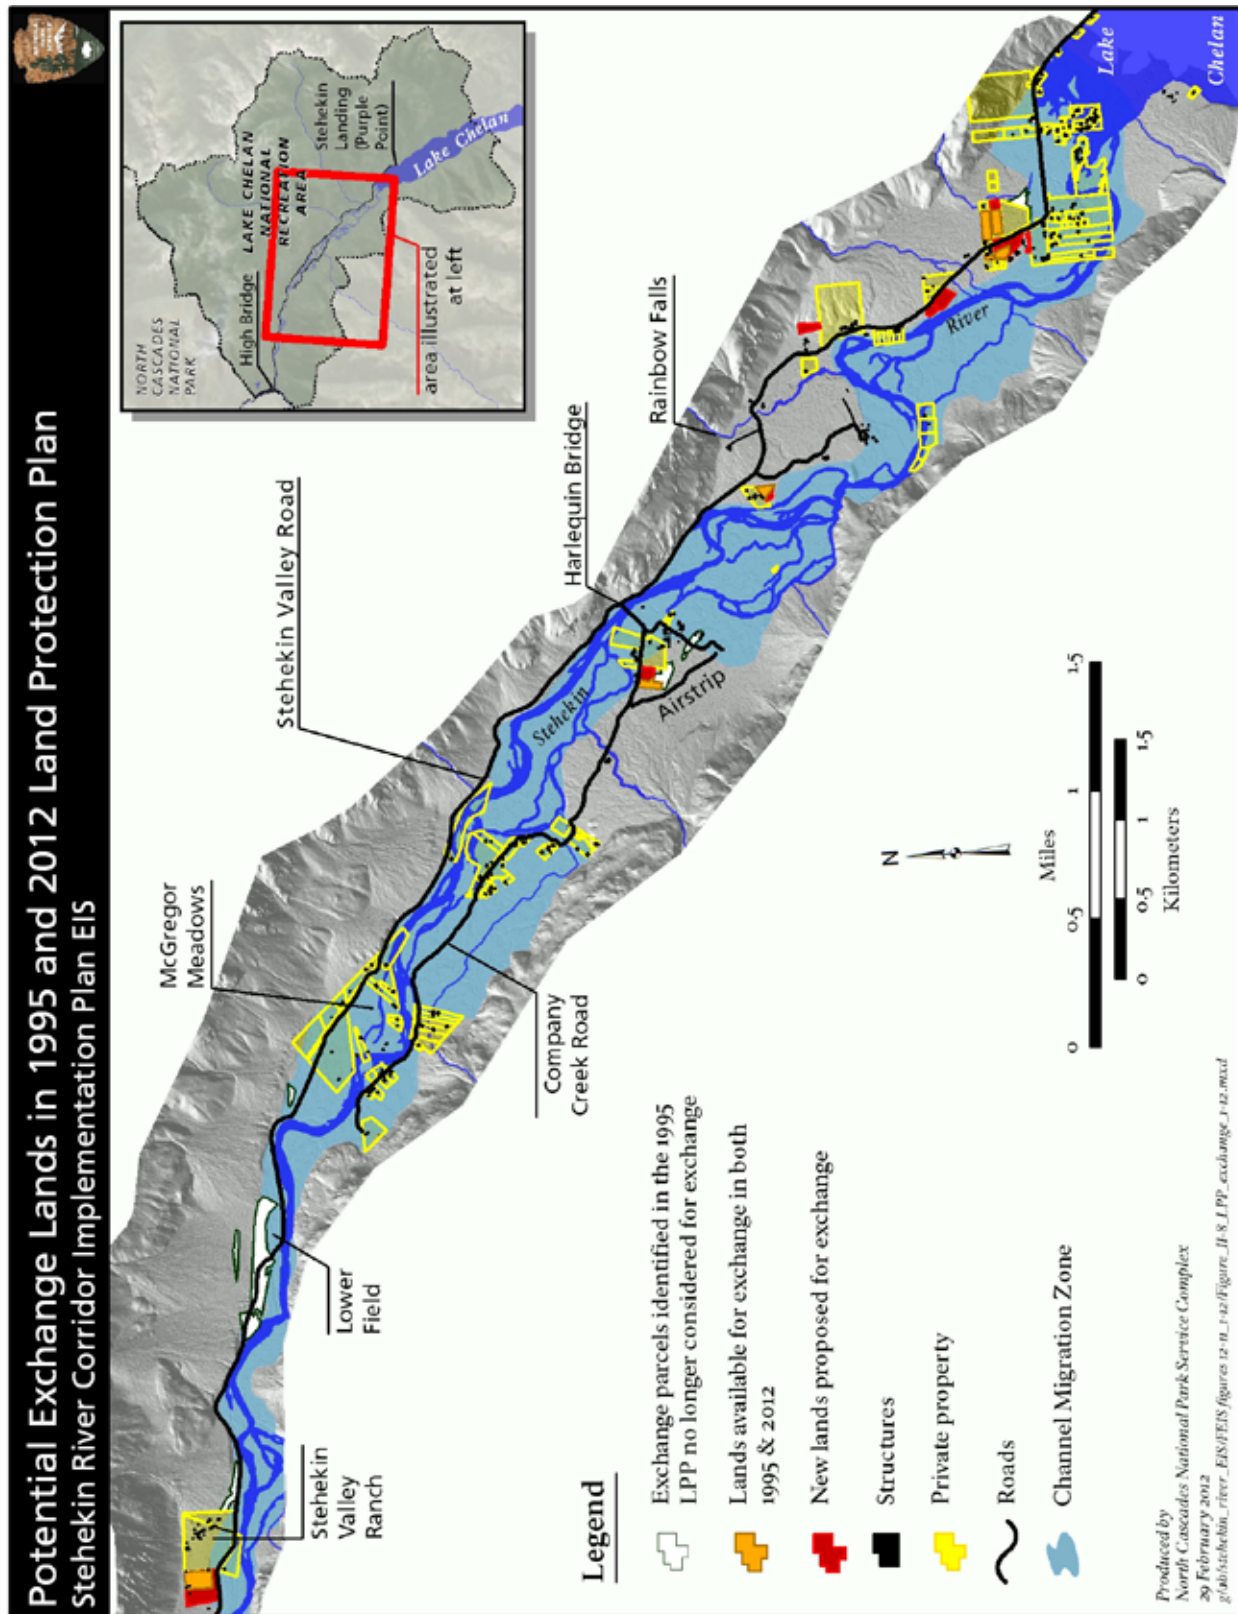 Potential Exchange Lands in 1995 and 2012 Land Protection Plan
Stehekin River Corridor Implementation Plan EIS
NORTH
CASCADES
NATIONAL
PARK
High Bridge
LAKE CHELAN
NATIONAL
RECREATION
AREA
Stehekin
Landing
(Purple
Point)
Lake Chelan
area illustrated
at left
Stehekin
Valley
Ranch
Lower
Field
McGregor
Meadows
Company
Creek Road
Stehekin Valley Road
Stehekin
Harlequin Bridge
Airstrip
Rainbow Falls
River
Lake
Chelan
N
Miles
0 0.5 1 1.5
0 0.5 1 1.5
Kilometers
Legend
Exchange parcels identified in the 1995
LPP no longer considered for exchange
Lands available for exchange in both
1995 & 2012
New lands proposed for exchange
Structures
Private property
Roads
Channel Migration Zone
Produced by
North Cascades National Park Service Complex
29 February 2012